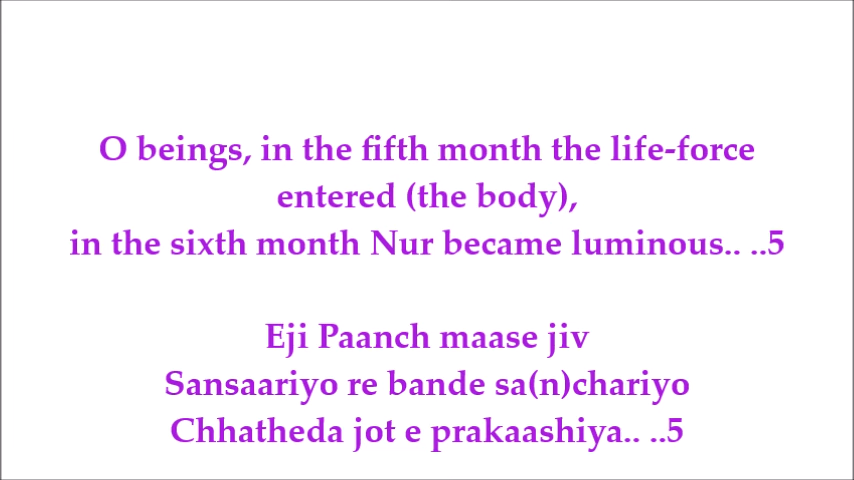 O beings, in the fifth month the life-force
entered (the body),
in the sixth month Nur became luminous.. ..5
Eji Paanch maase jiv
Sansaariyo re bande sa(n)chariyo
Chhatheda jot e prakaashiya.. ..5